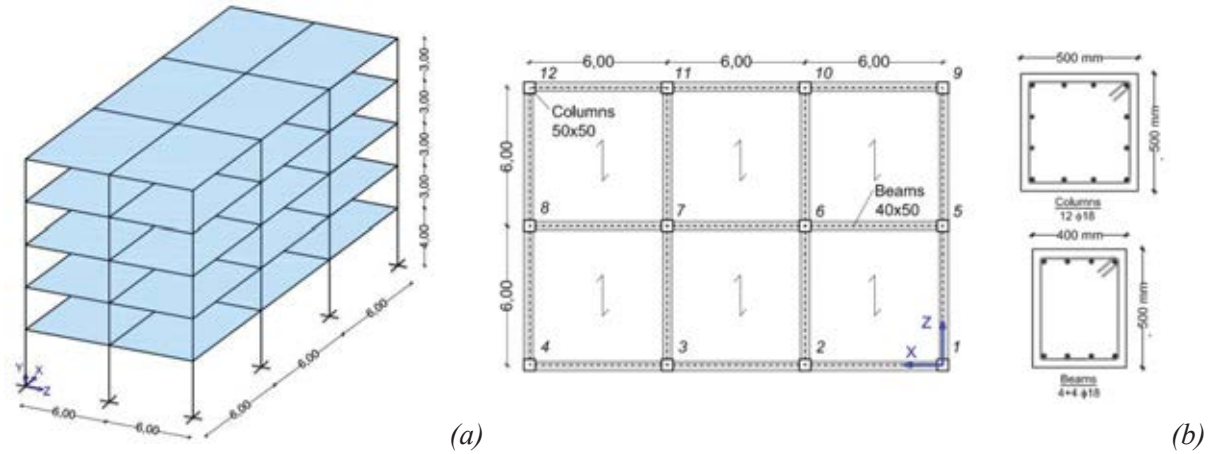 3,00
3,00
3,00
3,00
4,00
6,00
6,00
6,00
6,00
6,00
Y
X
Z
(a)
6,00
6,00
6,00
12
11
10
9
Columns
50x50
6,00
Beams
40x50
8
7
6
5
6,00
Z
4
3
2
X
1
500 mm
500 mm
Columns
12 ϕ18
400 mm
500 mm
Beams
4+4 ϕ18
(b)